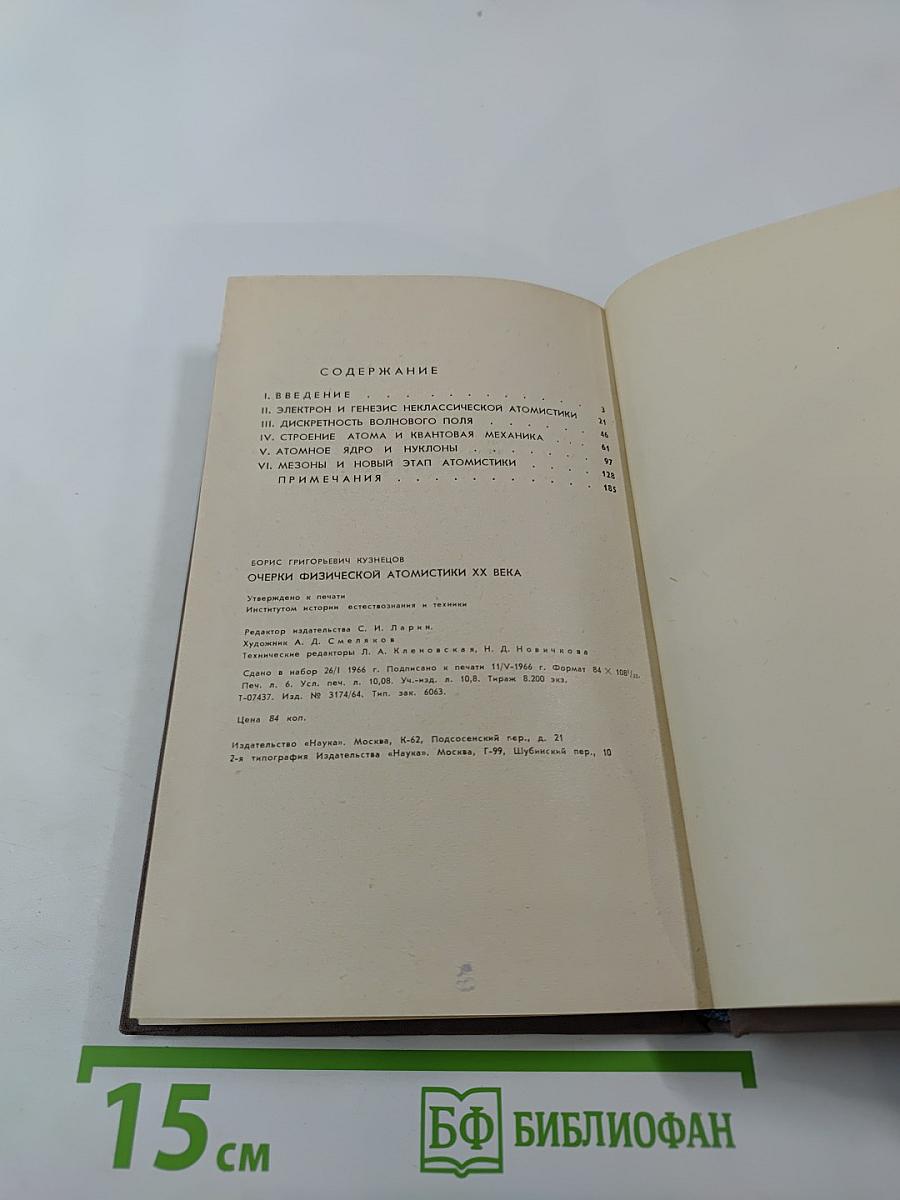 СОДЕРЖАНИЕ
I. ВВЕДЕНИЕ . . . . . . . . . . . 3
II. ЭЛЕКТРОН И ГЕНЕЗИС НЕКЛАССИЧЕСКОЙ АТОМИСТИКИ 21
III. ДИСКРЕТНОСТЬ ВОЛНОВОГО ПОЛЯ . . . . . 46
IV. СТРОЕНИЕ АТОМА И КВАНТОВАЯ МЕХАНИКА . . 61
V. АТОМНОЕ ЯДРО И НУКЛОНЫ . . . . . . 97
VI. МЕЗОНЫ И НОВЫЙ ЭТАП АТОМИСТИКИ . . . . 128
ПРИМЕЧАНИЯ . . . . . . . . . . 185
БОРИС ГРИГОРЬЕВИЧ КУЗНЕЦОВ
ОЧЕРКИ ФИЗИЧЕСКОЙ АТОМИСТИКИ XX ВЕКА
Утверждено к печати
Институтом истории естествознания и техники
Редактор издательства С. И. Ларин.
Художник А. Д. Смеляков
Технические редакторы Л. А. Кленовская, Н. Д. Новичкова
Сдано в набор 26/I 1966 г. Подписано к печати 11/V-1966 г. Формат 84 × 108¹/₃₂.
Печ. л. 6. Усл. печ. л. 10,08. Уч.-изд. л. 10,8. Тираж 8.200 экз.
Т-07437. Изд. № 3174/64. Тип. зак. 6063.
Цена 84 коп.
Издательство «Наука». Москва, К-62, Подсосенский пер., д. 21
2-я типография Издательства «Наука». Москва, Г-99, Шубинский пер., 10
15 см
БФ БИБЛИОФАН